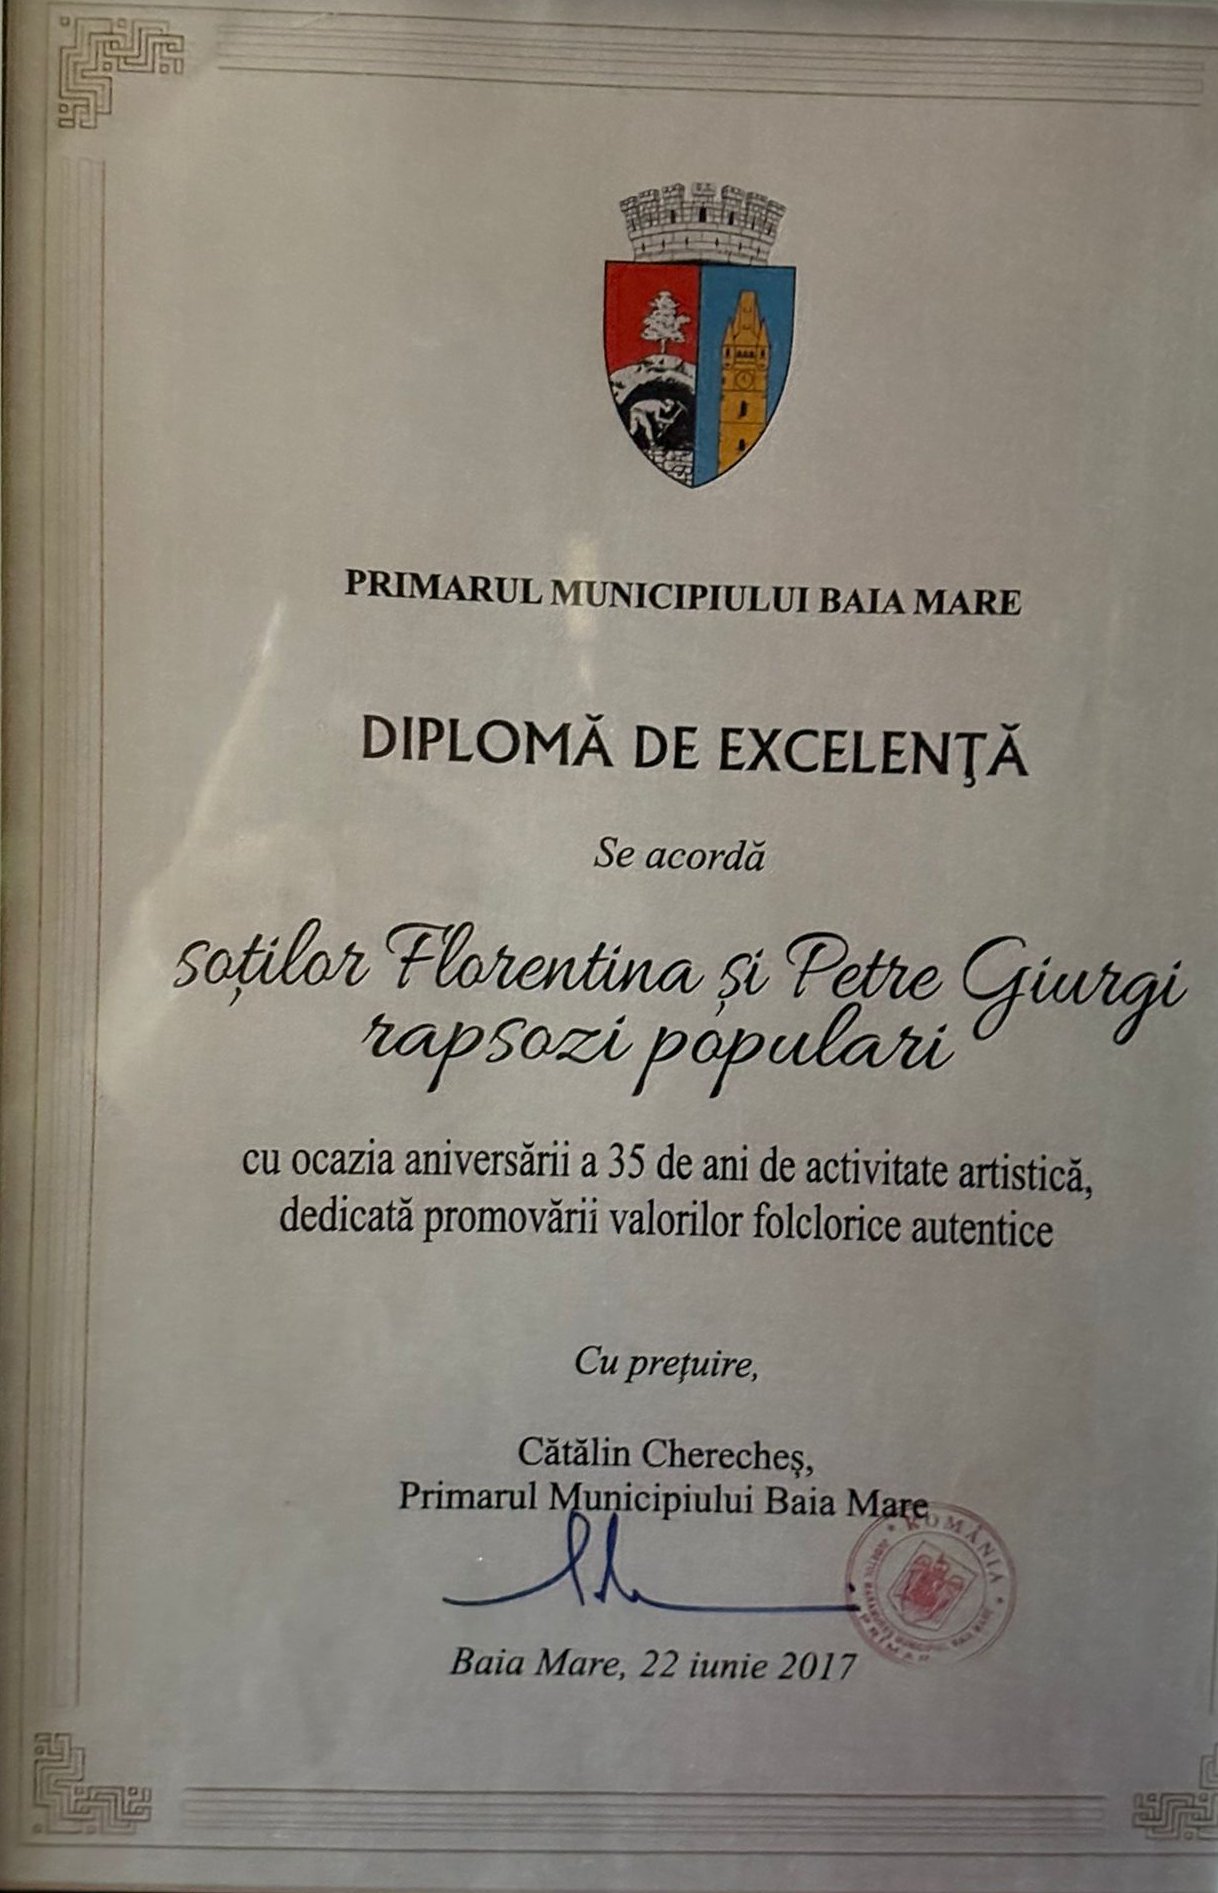 PRIMARUL MUNICIPIULUI BAIA MARE
DIPLOMĂ DE EXCELENŢĂ
Se acordă
soților Florentina și Petre Giurgi
rapsozi populari
cu ocazia aniversării a 35 de ani de activitate artistică,
dedicată promovării valorilor folclorice autentice
Cu prețuire,
Cătălin Cherecheș,
Primarul Municipiului Baia Mare
ROMÂNIA
PRIMAR
Baia Mare, 22 iunie 2017